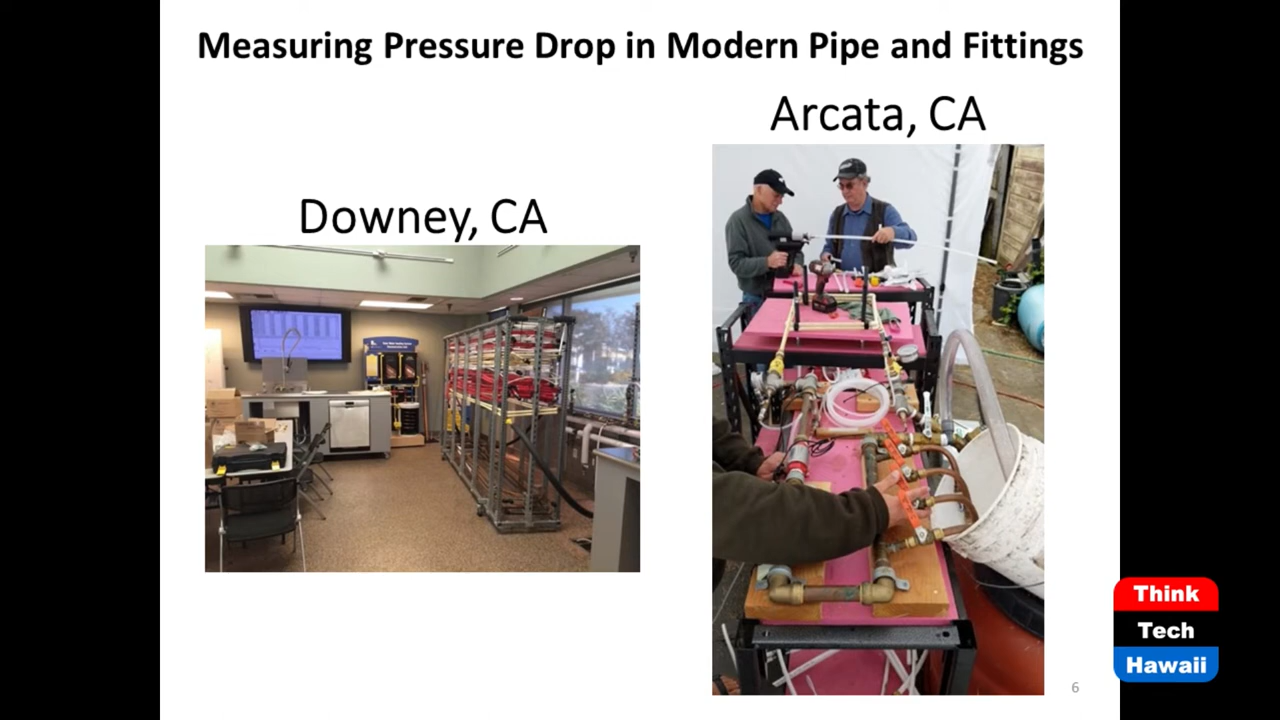 Measuring Pressure Drop in Modern Pipe and Fittings
Arcata, CA
Downey, CA
6
Think
Tech
Hawaii